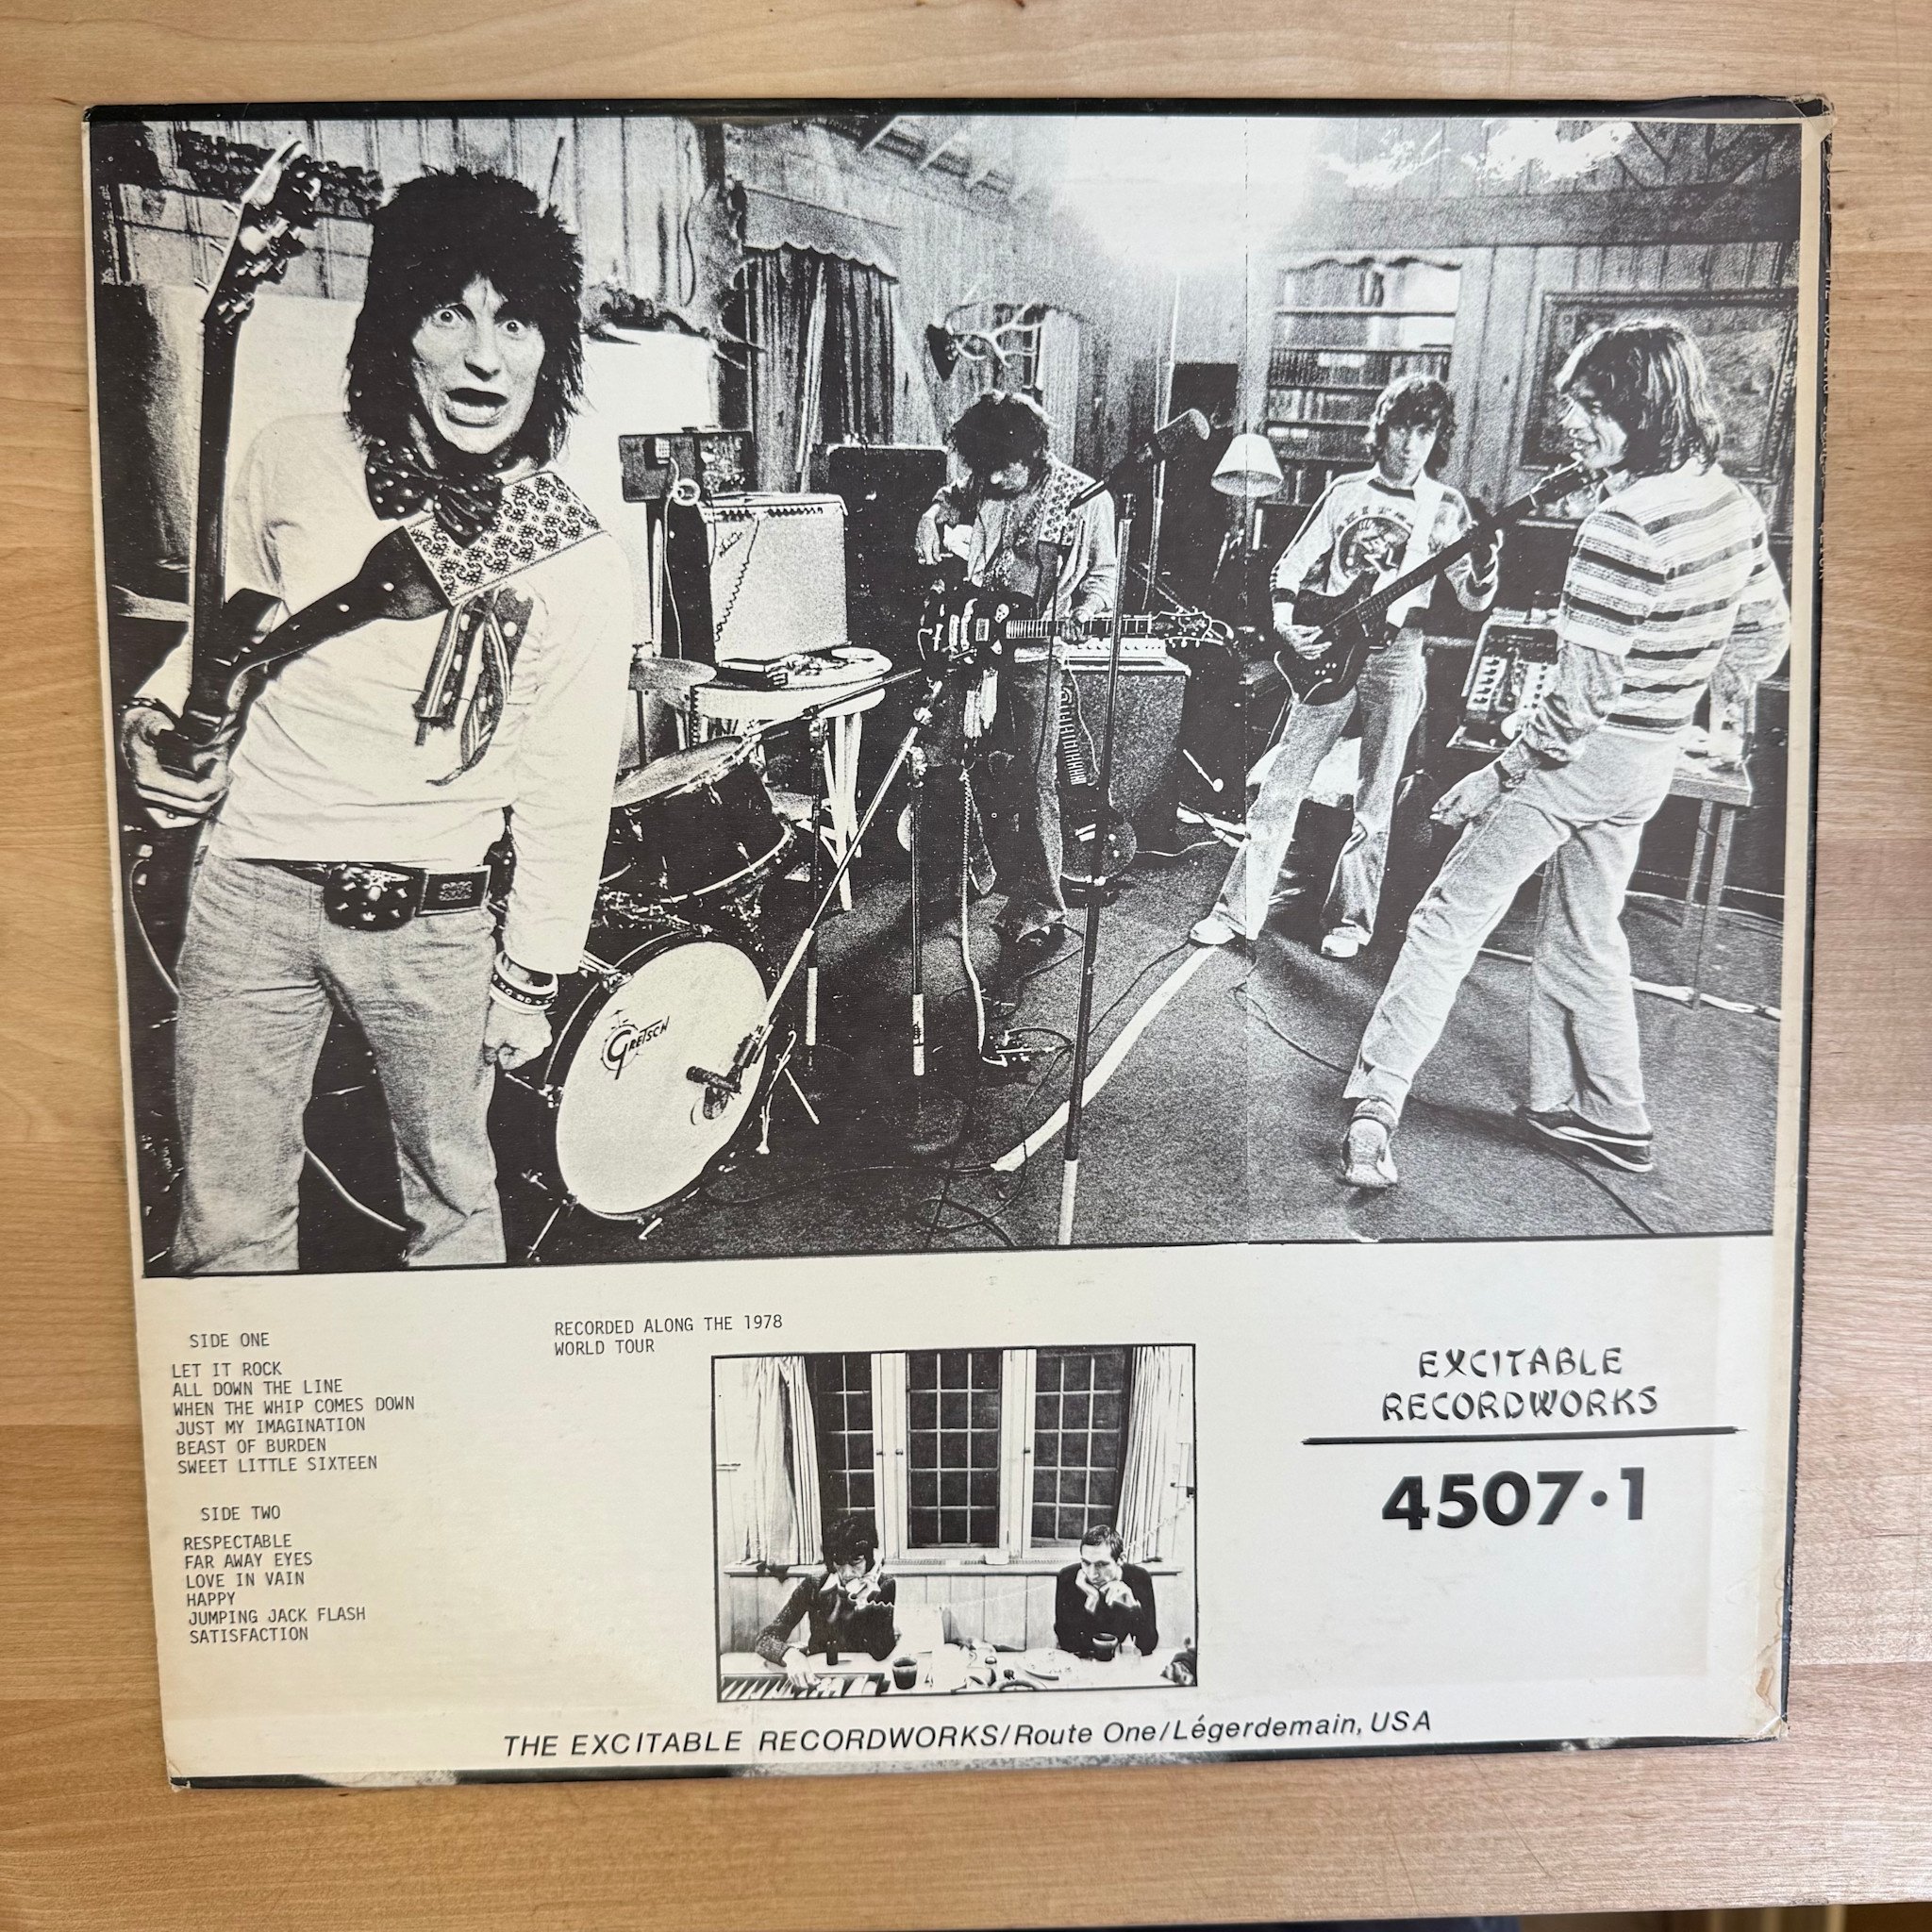 GRETSCH
SIDE ONE
LET IT ROCK
ALL DOWN THE LINE
WHEN THE WHIP COMES DOWN
JUST MY IMAGINATION
BEAST OF BURDEN
SWEET LITTLE SIXTEEN
SIDE TWO
RESPECTABLE
FAR AWAY EYES
LOVE IN VAIN
HAPPY
JUMPING JACK FLASH
SATISFACTION
RECORDED ALONG THE 1978
WORLD TOUR
EXCITABLE
RECORDWORKS
4507·1
THE EXCITABLE RECORDWORKS/Route One/Légerdemain, USA